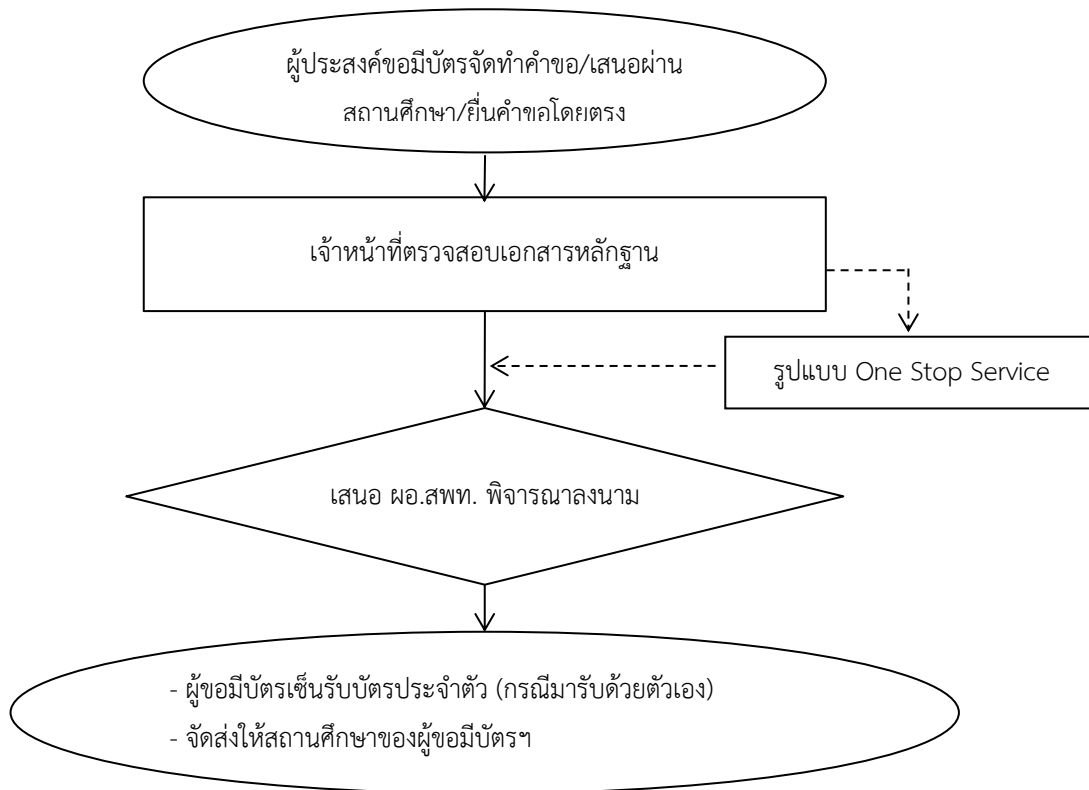 ผู้ประสงค์ขอมีบัตรจัดทำคำขอ/เสนอผ่าน
สถานศึกษา/ยื่นคำขอโดยตรง
เจ้าหน้าที่ตรวจสอบเอกสารหลักฐาน
รูปแบบ One Stop Service
เสนอ ผอ.สพท. พิจารณาลงนาม
- ผู้ขอมีบัตรเซ็นรับบัตรประจำตัว (กรณีมารับด้วยตัวเอง)
- จัดส่งให้สถานศึกษาของผู้ขอมีบัตรฯ